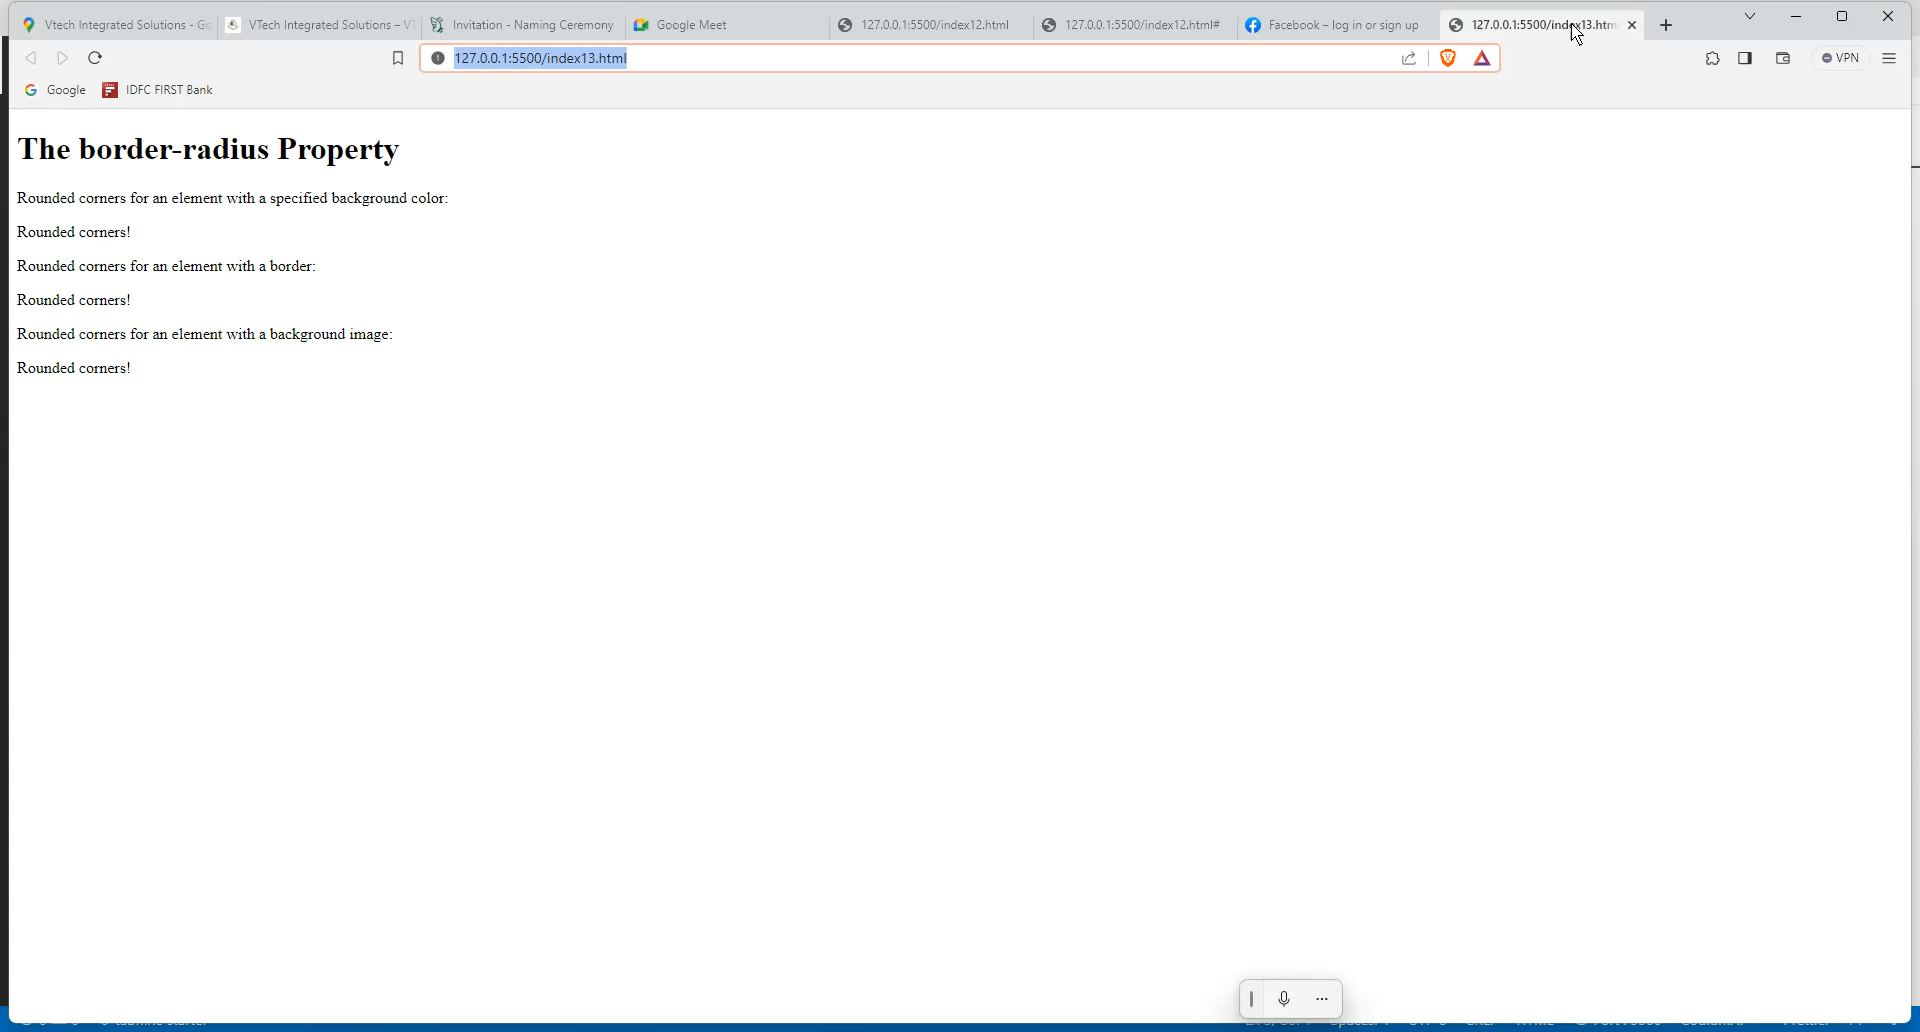 Vtech Integrated Solutions - Go
VTech Integrated Solutions – VT
Invitation - Naming Ceremony
Google Meet
127.0.0.1:5500/index12.html
127.0.0.1:5500/index12.html#
Facebook – log in or sign up
127.0.0.1:5500/index13.htm
127.0.0.1:5500/index13.html
VPN
Google
IDFC FIRST Bank
The border-radius Property
Rounded corners for an element with a specified background color:
Rounded corners!
Rounded corners for an element with a border:
Rounded corners!
Rounded corners for an element with a background image:
Rounded corners!